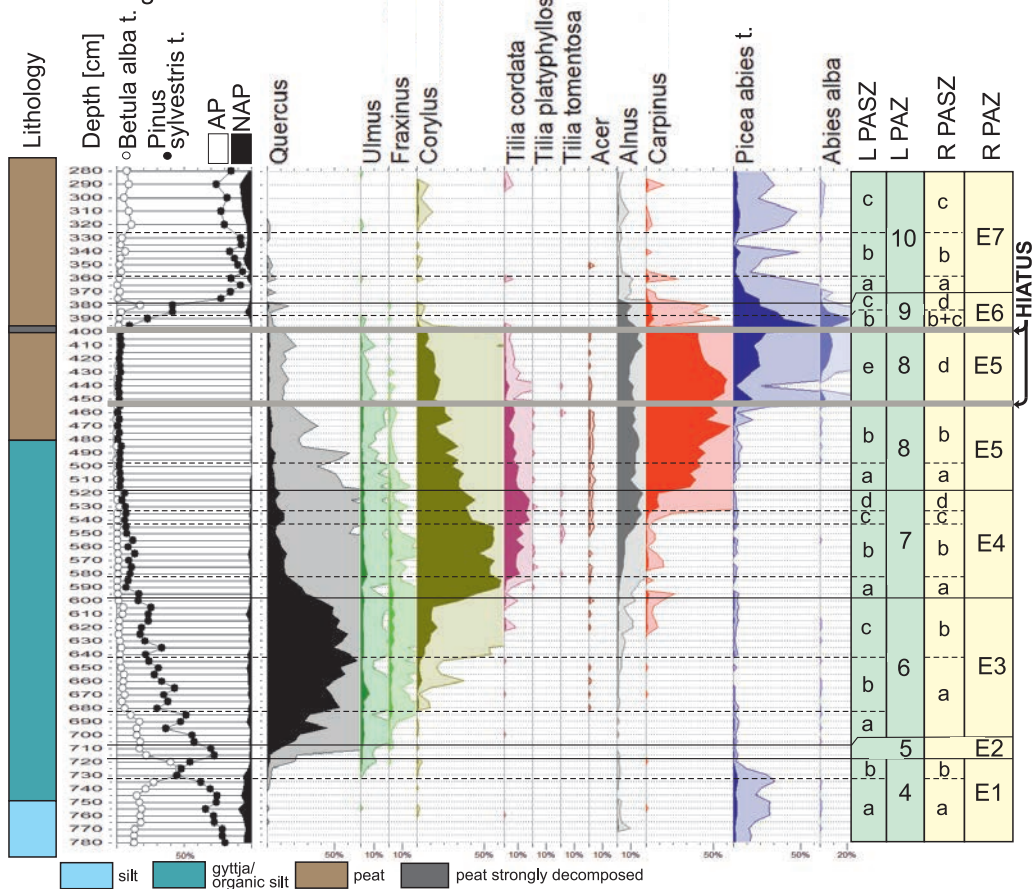 Lithology
Depth [cm]
Betula alba t.
Pinus
sylvestris t.
AP
NAP
Quercus
Ulmus
Fraxinus
Corylus
Tilia cordata
Tilia platyphyllos
Tilia tomentosa
Acer
Alnus
Carpinus
Picea abies t.
Abies alba
L PASZ
L PAZ
R PASZ
R PAZ
280
290
300
310
320
330
340
350
360
370
380
390
400
410
420
430
440
450
460
470
480
490
500
510
520
530
540
550
560
570
580
590
600
610
620
630
640
650
660
670
680
690
700
710
720
730
740
750
760
770
780
c
b
a
c
b
e
b
a
d
c
b
a
c
b
a
b
a
10
9
8
8
7
6
5
4
c
b
a
d
b+c
d
b
a
d
c
b
a
b
a
b
a
E7
E6
E5
E5
E4
E3
E2
E1
HIATUS
50%
10%
10%
50%
10%
10%
50%
50%
20%
silt
gyttja/
organic silt
peat
peat strongly decomposed